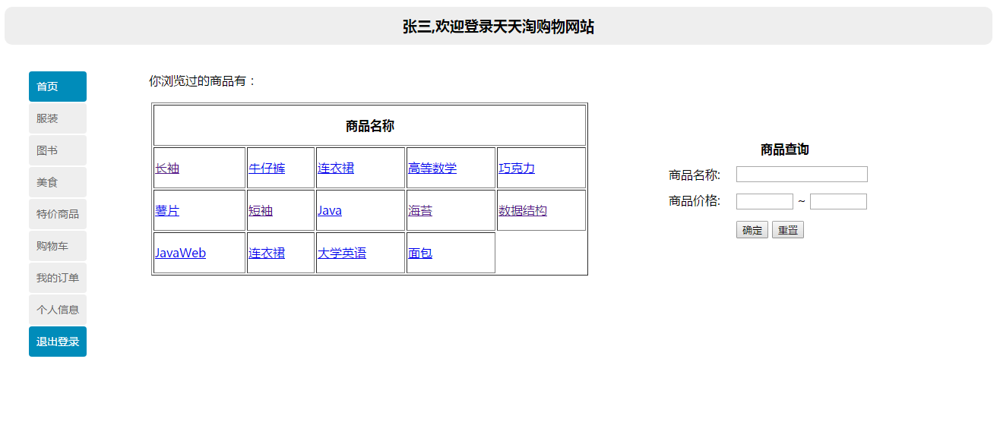 张三,欢迎登录天天淘购物网站
首页
服装
图书
美食
特价商品
购物车
我的订单
个人信息
退出登录
你浏览过的商品有：
商品名称
长袖 牛仔裤 连衣裙 高等数学 巧克力
薯片 短袖 Java 海苔 数据结构
JavaWeb 连衣裙 大学英语 面包
商品查询
商品名称:
商品价格: ~
确定 重置